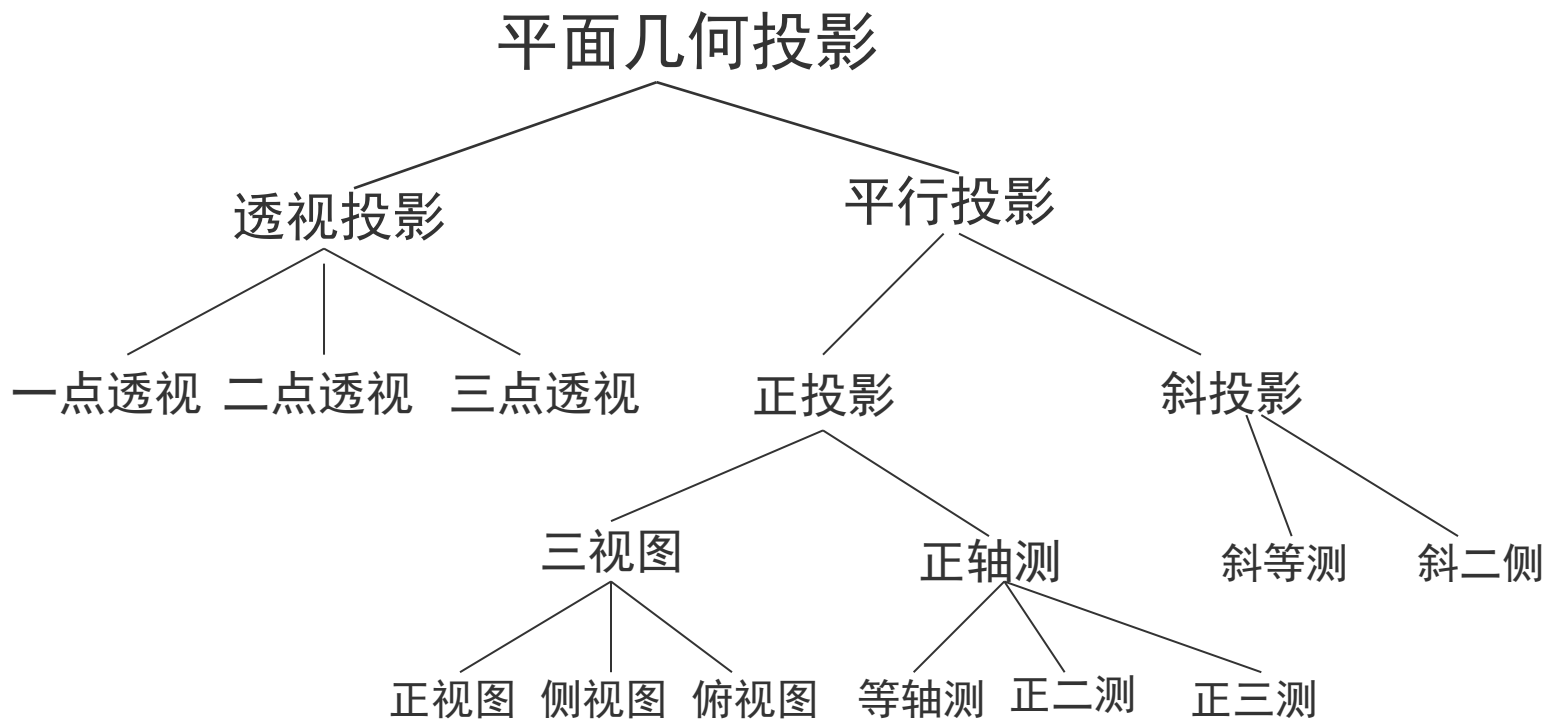 平面几何投影
透视投影
平行投影
一点透视
二点透视
三点透视
正投影
斜投影
三视图
正轴测
斜等测
斜二侧
正视图
侧视图
俯视图
等轴测
正二测
正三测